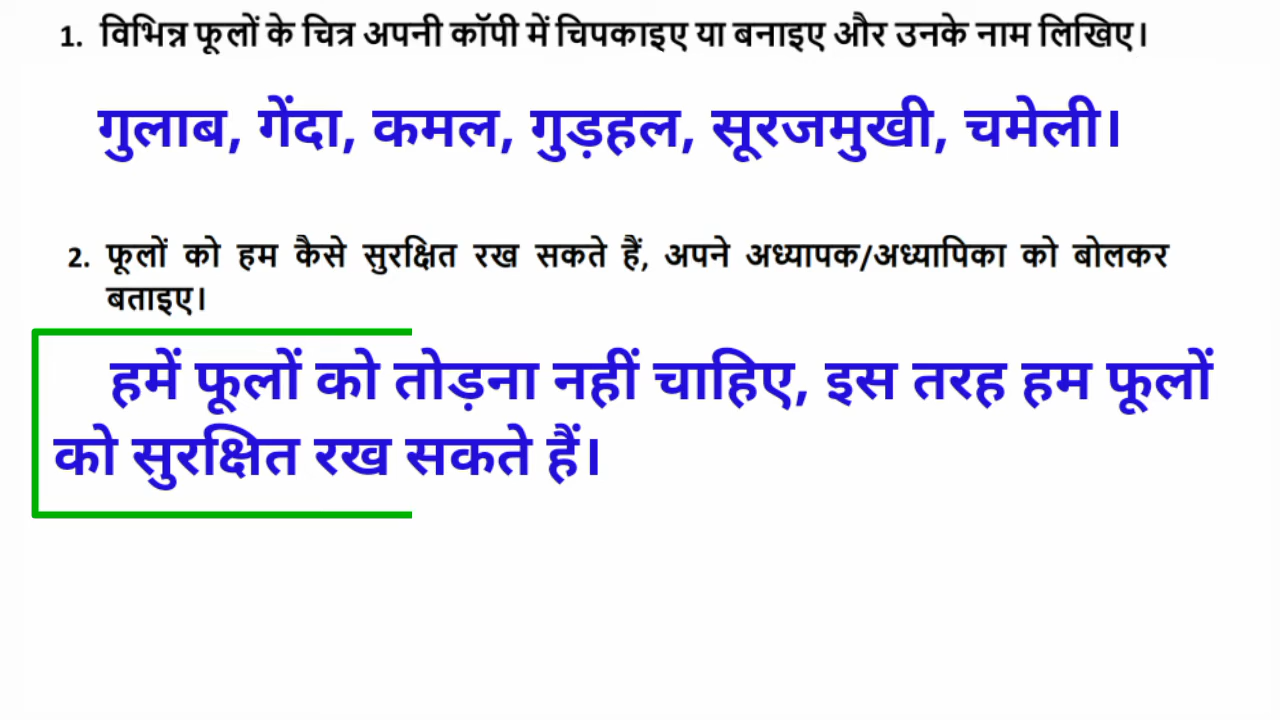 1. विभिन्न फूलों के चित्र अपनी कॉपी में चिपकाइए या बनाइए और उनके नाम लिखिए।
गुलाब, गेंदा, कमल, गुड़हल, सूरजमुखी, चमेली।
2. फूलों को हम कैसे सुरक्षित रख सकते हैं, अपने अध्यापक/अध्यापिका को बोलकर
बताइए।
हमें फूलों को तोड़ना नहीं चाहिए, इस तरह हम फूलों
को सुरक्षित रख सकते हैं।